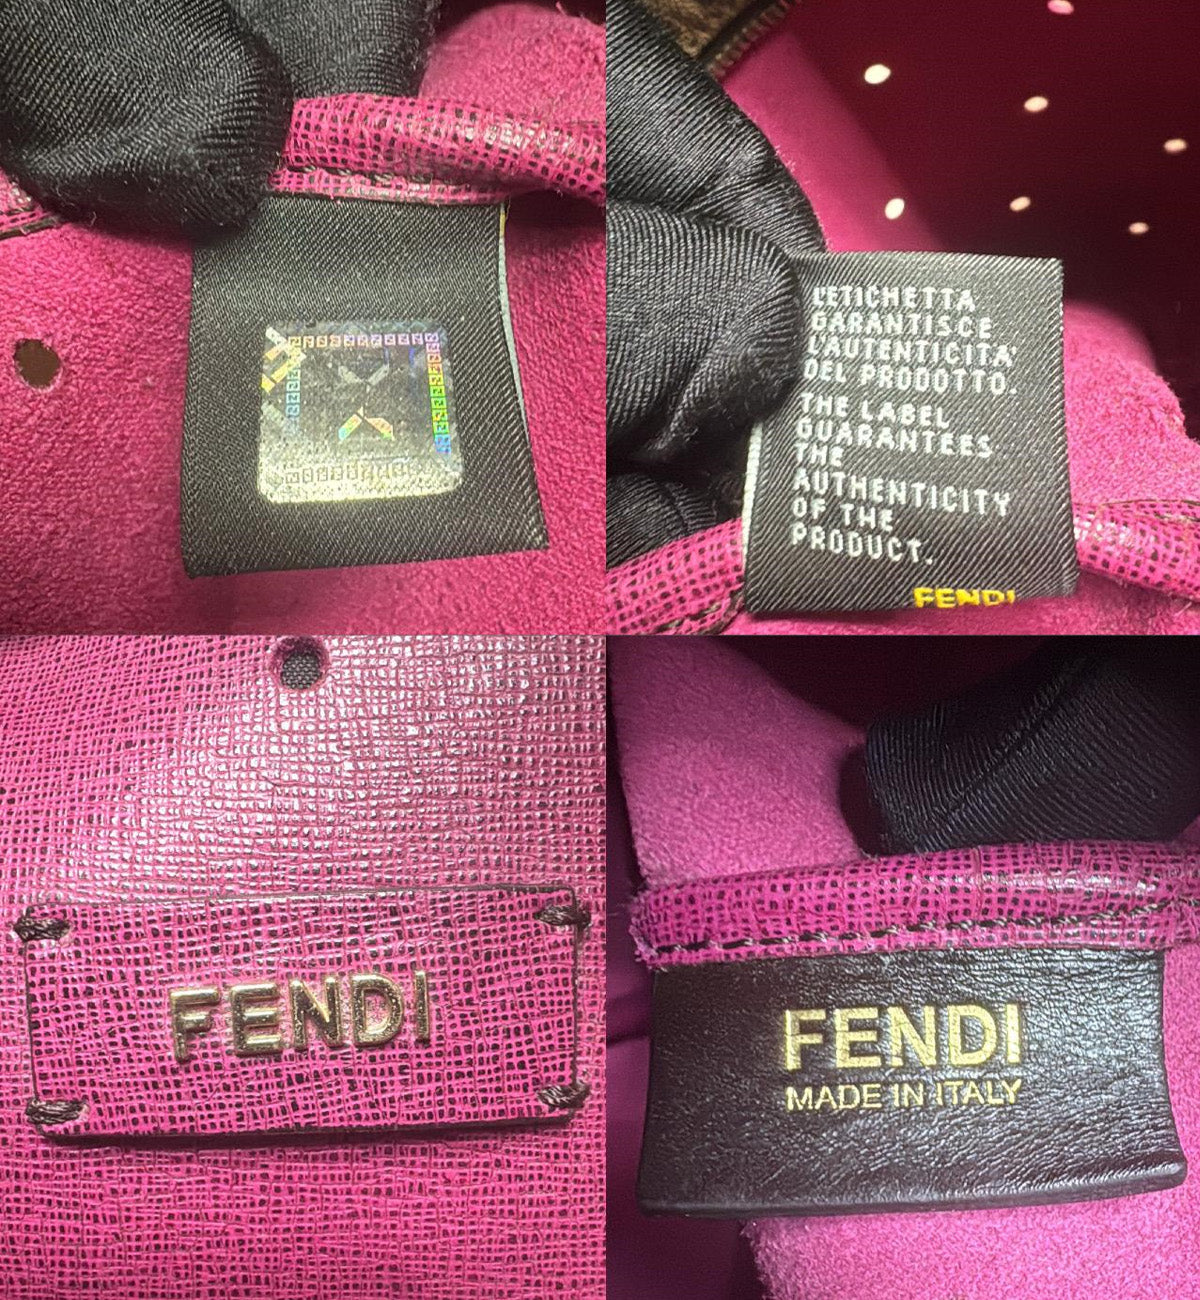 L'ETICHETTA
GARANTISCE
L'AUTENTICITA'
DEL PRODOTTO.
THE LABEL
GUARANTEES
THE
AUTHENTICITY
OF THE
PRODUCT.
FENDI
FENDI
FENDI
MADE IN ITALY